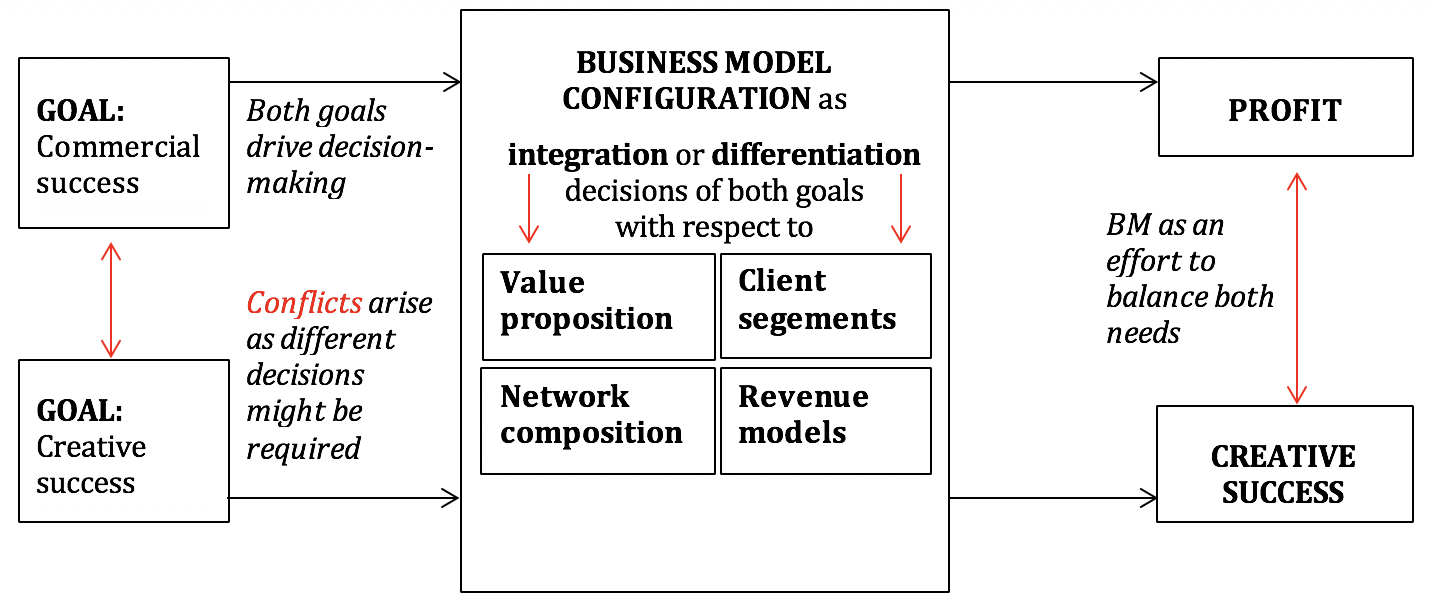 GOAL:
Commercial
success
Both goals
drive decision-
making
GOAL:
Creative
success
Conflicts arise
as different
decisions
might be
required
BUSINESS MODEL
CONFIGURATION as
integration or differentiation
decisions of both goals
with respect to
Value
proposition
Client
segements
Network
composition
Revenue
models
PROFIT
BM as an
effort to
balance both
needs
CREATIVE
SUCCESS